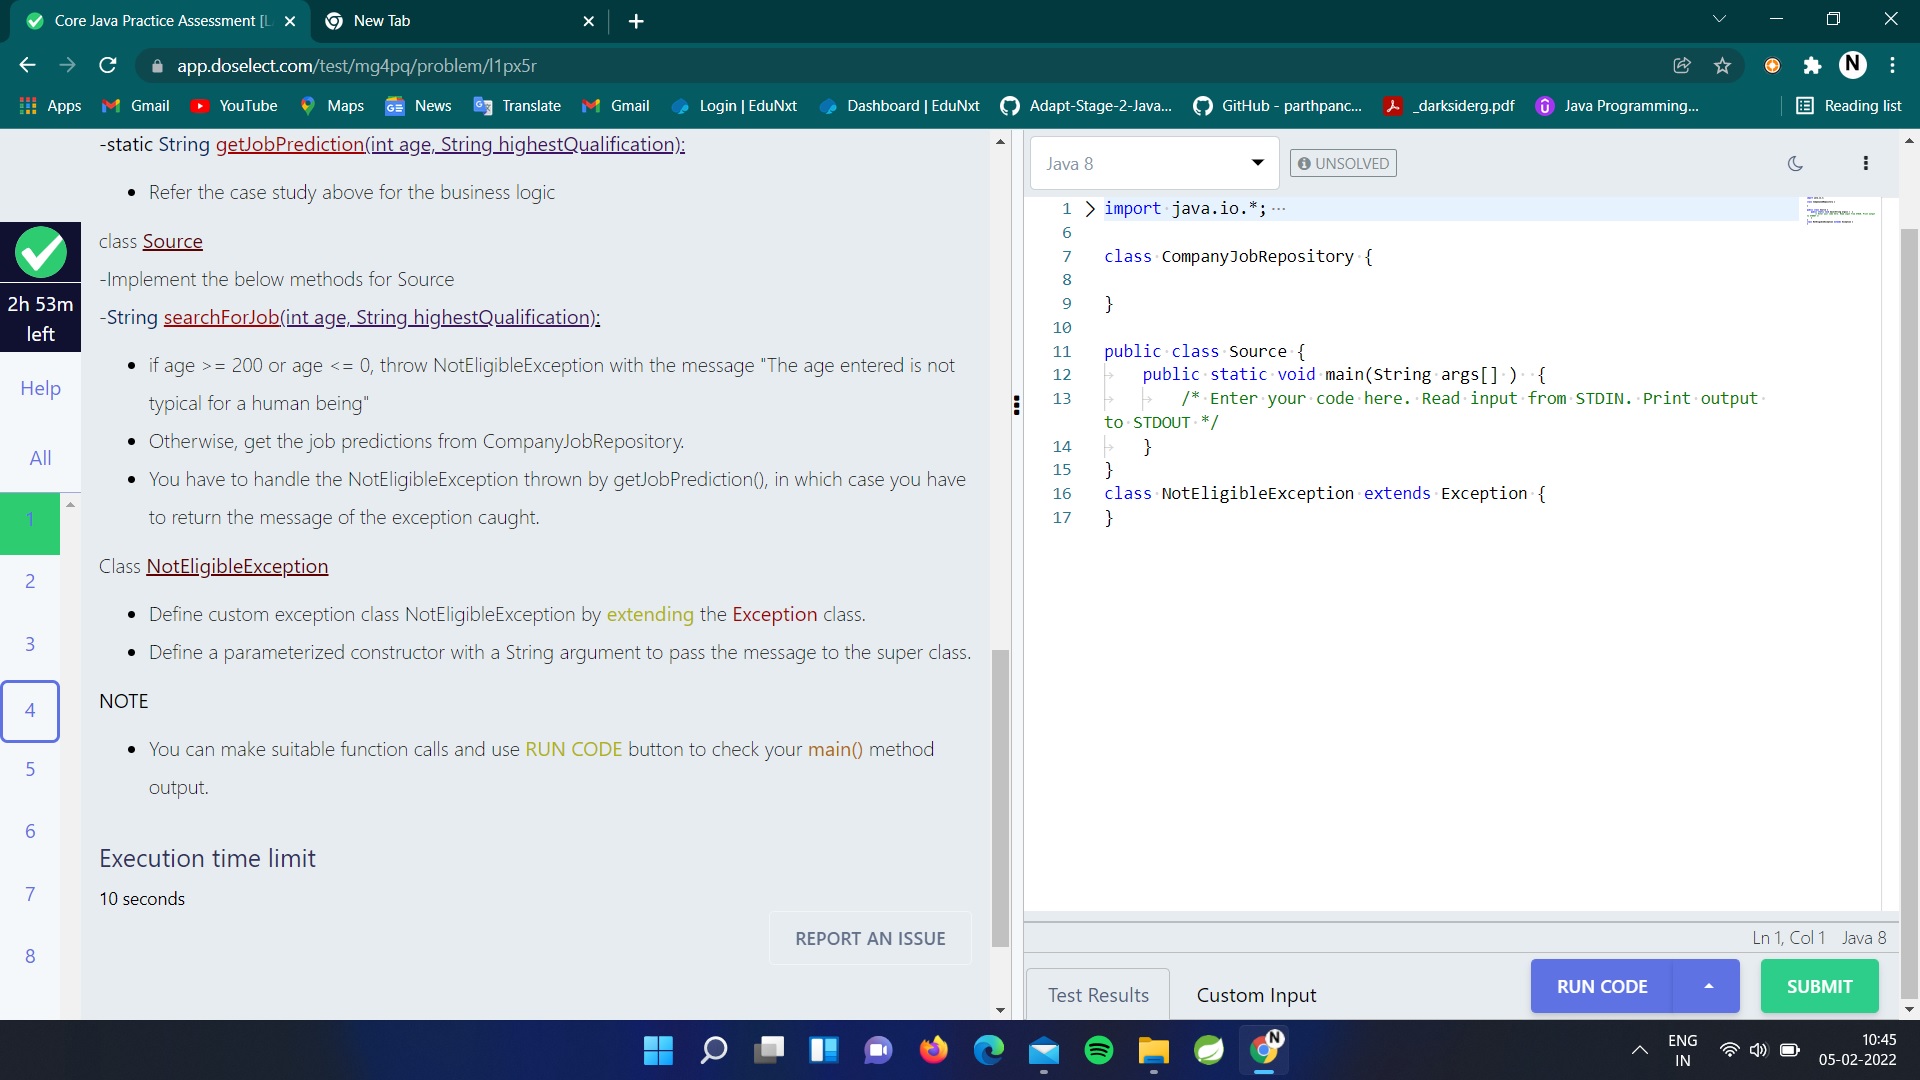 Core Java Practice Assessment [L
New Tab
app.doselect.com/test/mg4pq/problem/l1px5r
N
Apps
Gmail
YouTube
Maps
News
Translate
Gmail
Login | EduNxt
Dashboard | EduNxt
Adapt-Stage-2-Java...
GitHub - parthpanc...
_darksiderg.pdf
Java Programming...
Reading list
-static String getJobPrediction(int age, String highestQualification):
• Refer the case study above for the business logic
class Source
-Implement the below methods for Source
-String searchForJob(int age, String highestQualification):
• if age >= 200 or age <= 0, throw NotEligibleException with the message "The age entered is not
typical for a human being"
• Otherwise, get the job predictions from CompanyJobRepository.
• You have to handle the NotEligibleException thrown by getJobPrediction(), in which case you have
to return the message of the exception caught.
Class NotEligibleException
• Define custom exception class NotEligibleException by extending the Exception class.
• Define a parameterized constructor with a String argument to pass the message to the super class.
NOTE
• You can make suitable function calls and use RUN CODE button to check your main() method
output.
Execution time limit
10 seconds
REPORT AN ISSUE
2h 53m
left
Help
All
1
2
3
4
5
6
7
8
Java 8
UNSOLVED
1 import java.io.*; ...
6
7 class CompanyJobRepository {
8
9 }
10
11 public class Source {
12 public static void main(String args[] ) {
13 /* Enter your code here. Read input from STDIN. Print output
to STDOUT */
14 }
15 }
16 class NotEligibleException extends Exception {
17 }
Ln 1, Col 1 Java 8
Test Results
Custom Input
RUN CODE
SUBMIT
N
ENG
IN
10:45
05-02-2022